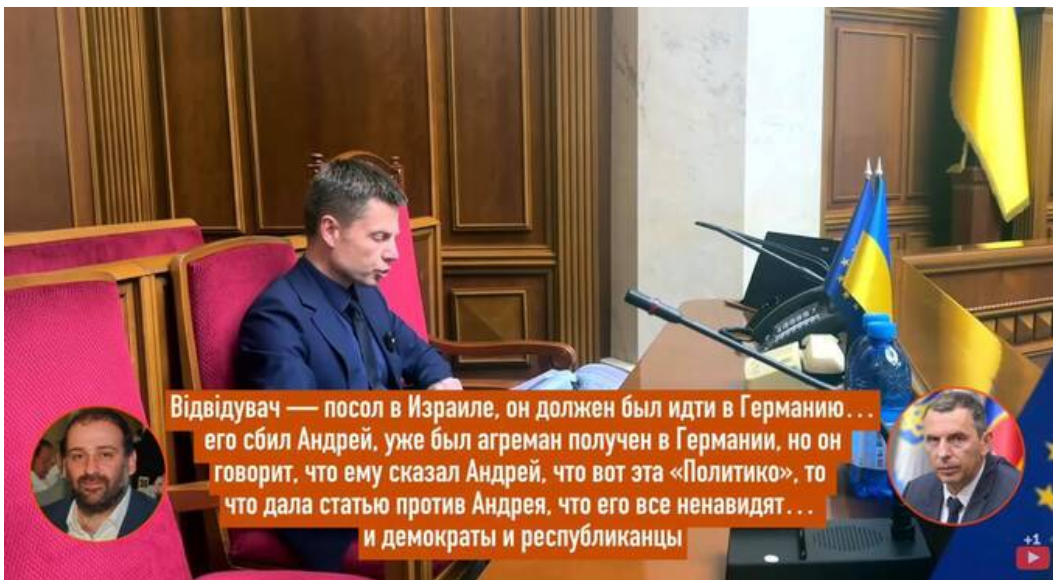 Відвідувач — посол в Израиле, он должен был идти в Германию...
его сбил Андрей, уже был агреман получен в Германии, но он
говорит, что ему сказал Андрей, что вот эта «Политико», то
что дала статью против Андрея, что его все ненавидят...
и демократы и республиканцы
+1